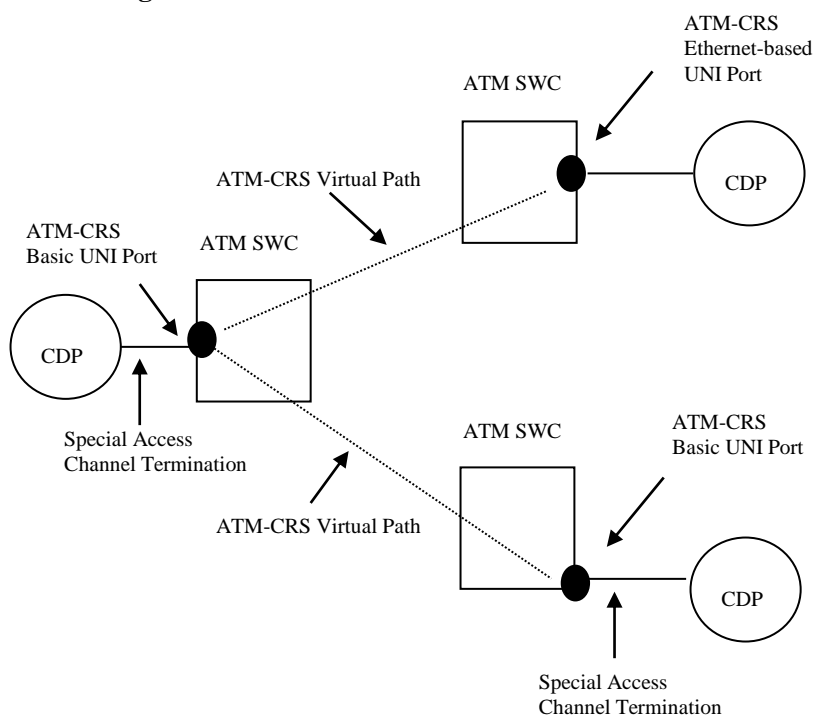 ATM-CRS
Ethernet-based
UNI Port
ATM SWC
CDP
ATM-CRS Virtual Path
ATM-CRS
Basic UNI Port
ATM SWC
CDP
Special Access
Channel Termination
ATM SWC
ATM-CRS
Basic UNI Port
ATM-CRS Virtual Path
CDP
Special Access
Channel Termination